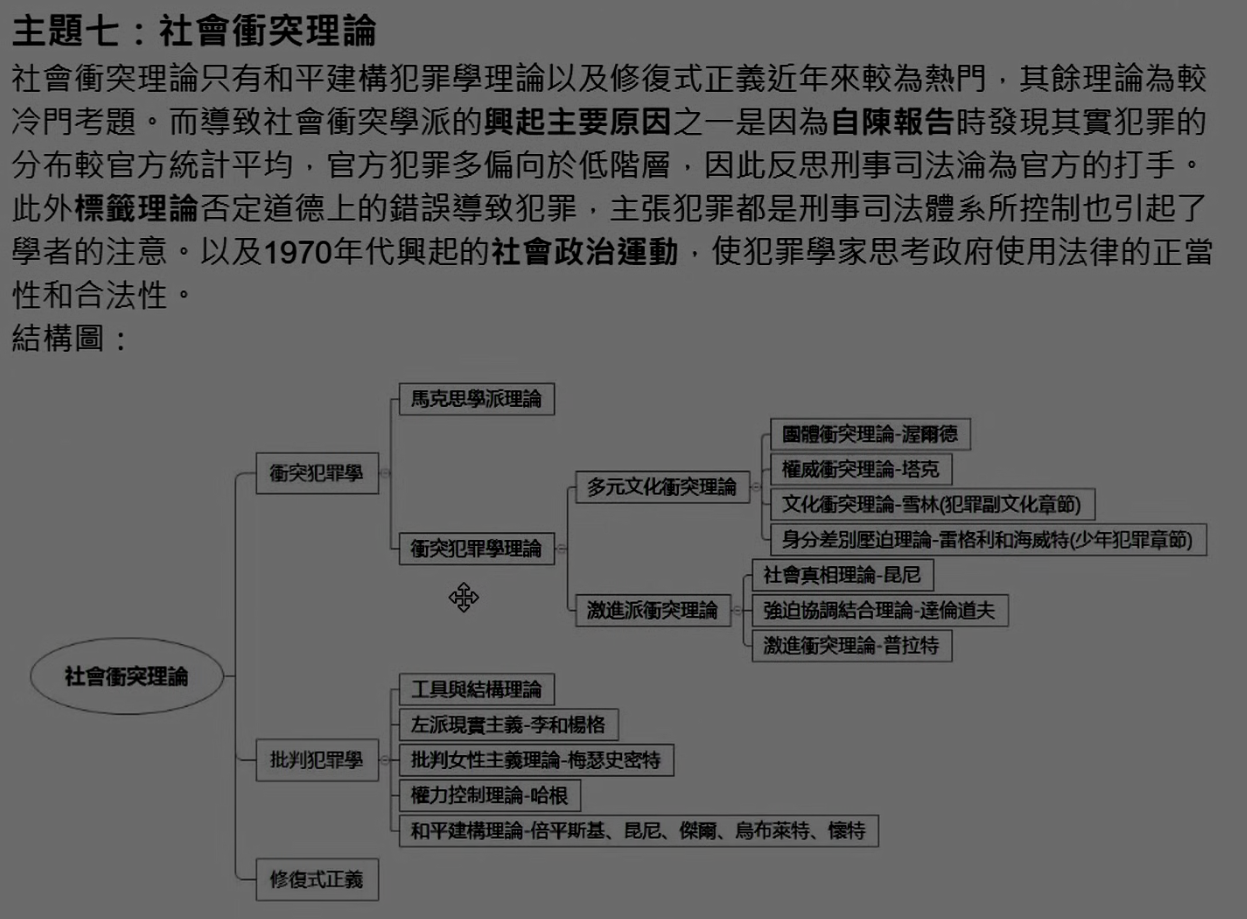 主題七：社會衝突理論
社會衝突理論只有和平建構犯罪學理論以及修復式正義近年來較為熱門，其餘理論為較
冷門考題。而導致社會衝突學派的興起主要原因之一是因為自陳報告時發現其實犯罪的
分布較官方統計平均，官方犯罪多偏向於低階層，因此反思刑事司法淪為官方的打手。
此外標籤理論否定道德上的錯誤導致犯罪，主張犯罪都是刑事司法體系所控制也引起了
學者的注意。以及1970年代興起的社會政治運動，使犯罪學家思考政府使用法律的正當
性和合法性。
結構圖：
社會衝突理論
衝突犯罪學
馬克思學派理論
衝突犯罪學理論
多元文化衝突理論
團體衝突理論-渥爾德
權威衝突理論-塔克
文化衝突理論-雪林(犯罪副文化章節)
身分差別壓迫理論-雷格利和海威特(少年犯罪章節)
激進派衝突理論
社會真相理論-昆尼
強迫協調結合理論-達倫道夫
激進衝突理論-普拉特
批判犯罪學
工具與結構理論
左派現實主義-李和楊格
批判女性主義理論-梅瑟史密特
權力控制理論-哈根
和平建構理論-倍平斯基、昆尼、傑爾、烏布萊特、懷特
修復式正義